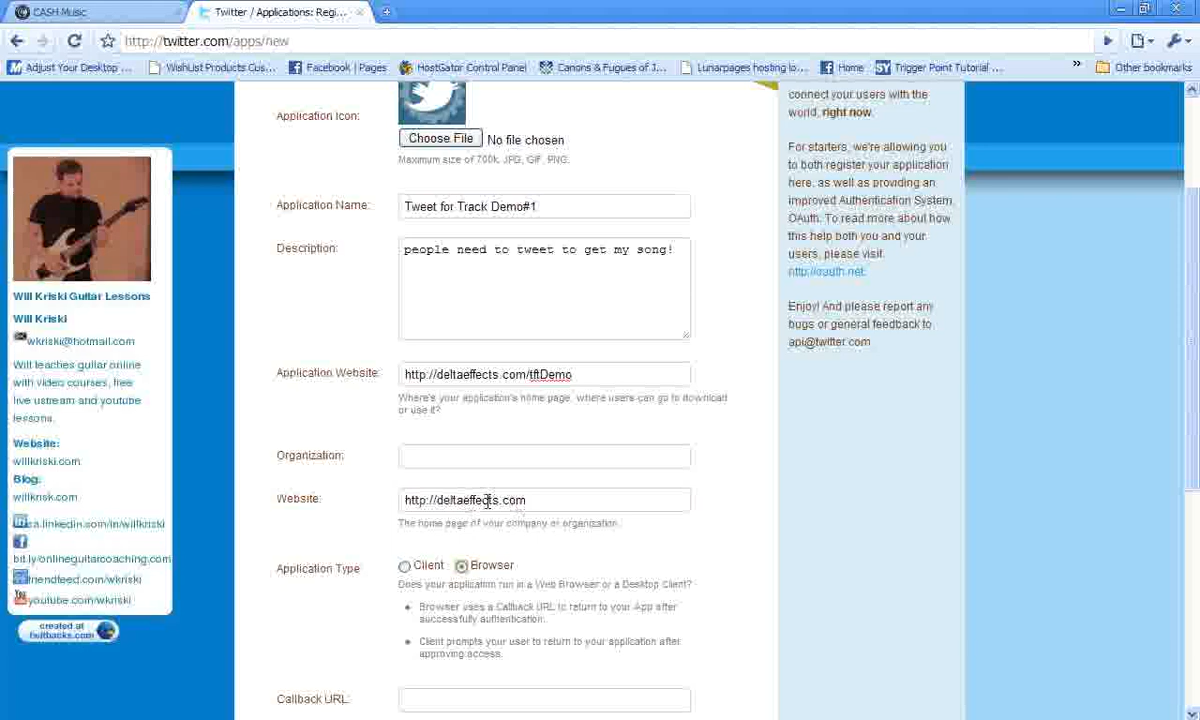 CASH Music
Twitter / Applications: Regi...
http://twitter.com/apps/new
Adjust Your Desktop ...
WishList Products Cus...
Facebook | Pages
HostGator Control Panel
Canons & Fugues of J...
Lunarpages hosting lo...
Home
SY Trigger Point Tutorial ...
»
Other bookmarks
Will Kriski Guitar Lessons
Will Kriski
wkriski@hotmail.com
Will teaches guitar online
with video courses, free
live ustream and youtube
lessons.
Website:
willkriski.com
Blog:
willkrisk.com
ca.linkedin.com/in/willkriski
bit.ly/onlineguitarcoaching.com
friendfeed.com/wkriski
youtube.com/wkriski
created at
twitbacks.com
Application Icon:
Choose File No file chosen
Maximum size of 700k. JPG, GIF, PNG.
Application Name: Tweet for Track Demo#1
Description: people need to tweet to get my song!
Application Website: http://deltaeffects.com/tftDemo
Where's your application's home page, where users can go to download
or use it?
Organization:
Website: http://deltaeffects.com
The home page of your company or organization.
Application Type Client Browser
Does your application run in a Web Browser or a Desktop Client?
• Browser uses a Callback URL to return to your App after
successfully authentication.
• Client prompts your user to return to your application after
approving access.
Callback URL:
connect your users with the
world, right now.
For starters, we're allowing you
to both register your application
here, as well as providing an
improved Authentication System,
OAuth. To read more about how
this help both you and your
users, please visit:
http://oauth.net.
Enjoy! And please report any
bugs or general feedback to
api@twitter.com